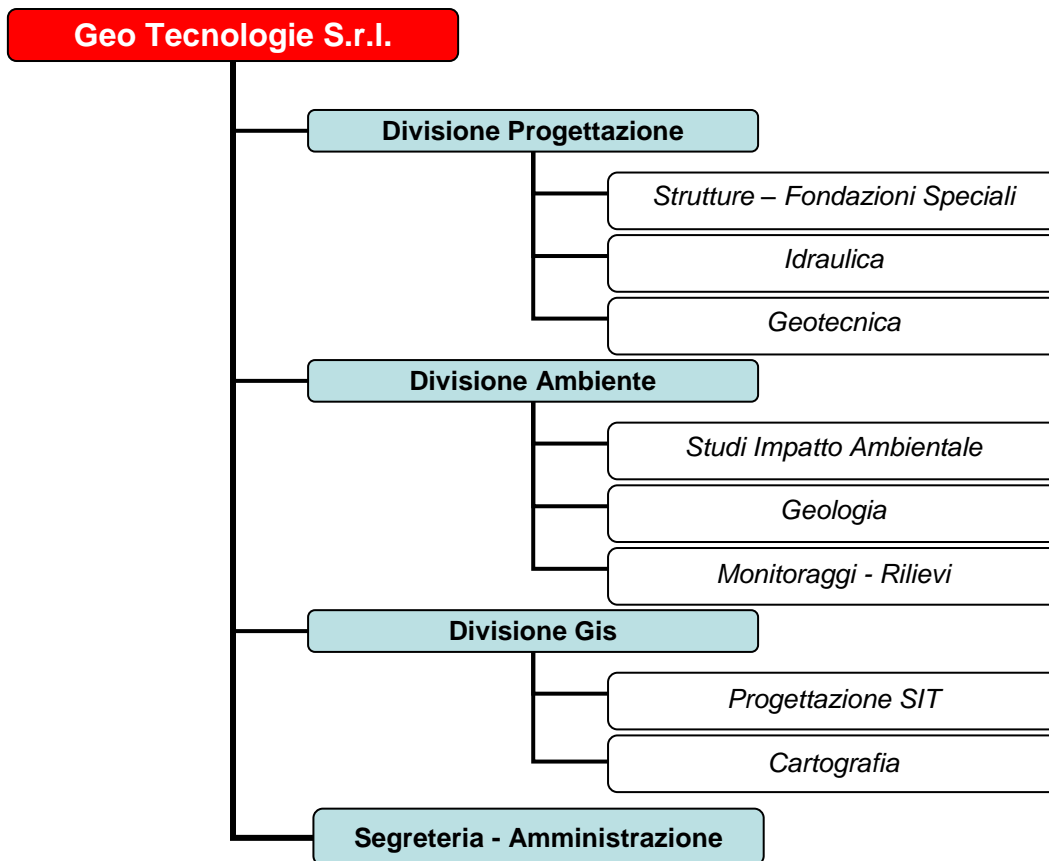 Geo Tecnologie S.r.l.
Divisione Progettazione
Strutture – Fondazioni Speciali
Idraulica
Geotecnica
Divisione Ambiente
Studi Impatto Ambientale
Geologia
Monitoraggi - Rilievi
Divisione Gis
Progettazione SIT
Cartografia
Segreteria - Amministrazione